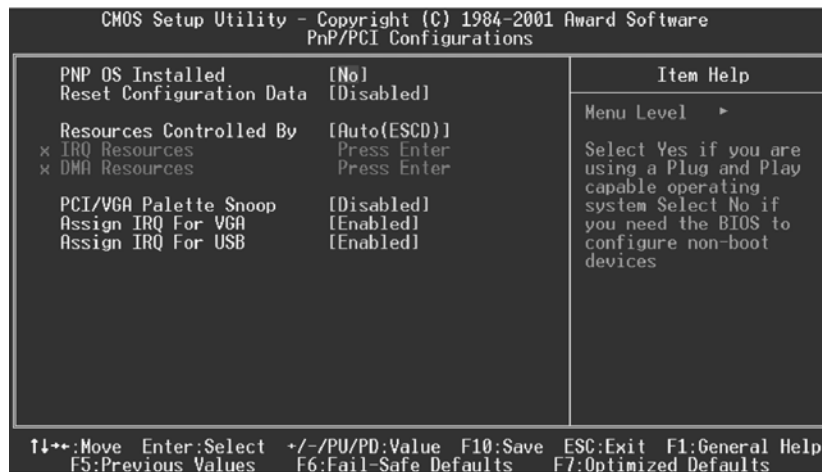 CMOS Setup Utility - Copyright (C) 1984-2001 Award Software
PnP/PCI Configurations
PNP OS Installed [No]
Reset Configuration Data [Disabled]
Resources Controlled By [Auto(ESCD)]
x IRQ Resources Press Enter
x DMA Resources Press Enter
PCI/VGA Palette Snoop [Disabled]
Assign IRQ For VGA [Enabled]
Assign IRQ For USB [Enabled]
Item Help
Menu Level ►
Select Yes if you are
using a Plug and Play
capable operating
system Select No if
you need the BIOS to
configure non-boot
devices
↑↓→←:Move Enter:Select +/-/PU/PD:Value F10:Save ESC:Exit F1:General Help
F5:Previous Values F6:Fail-Safe Defaults F7:Optimized Defaults